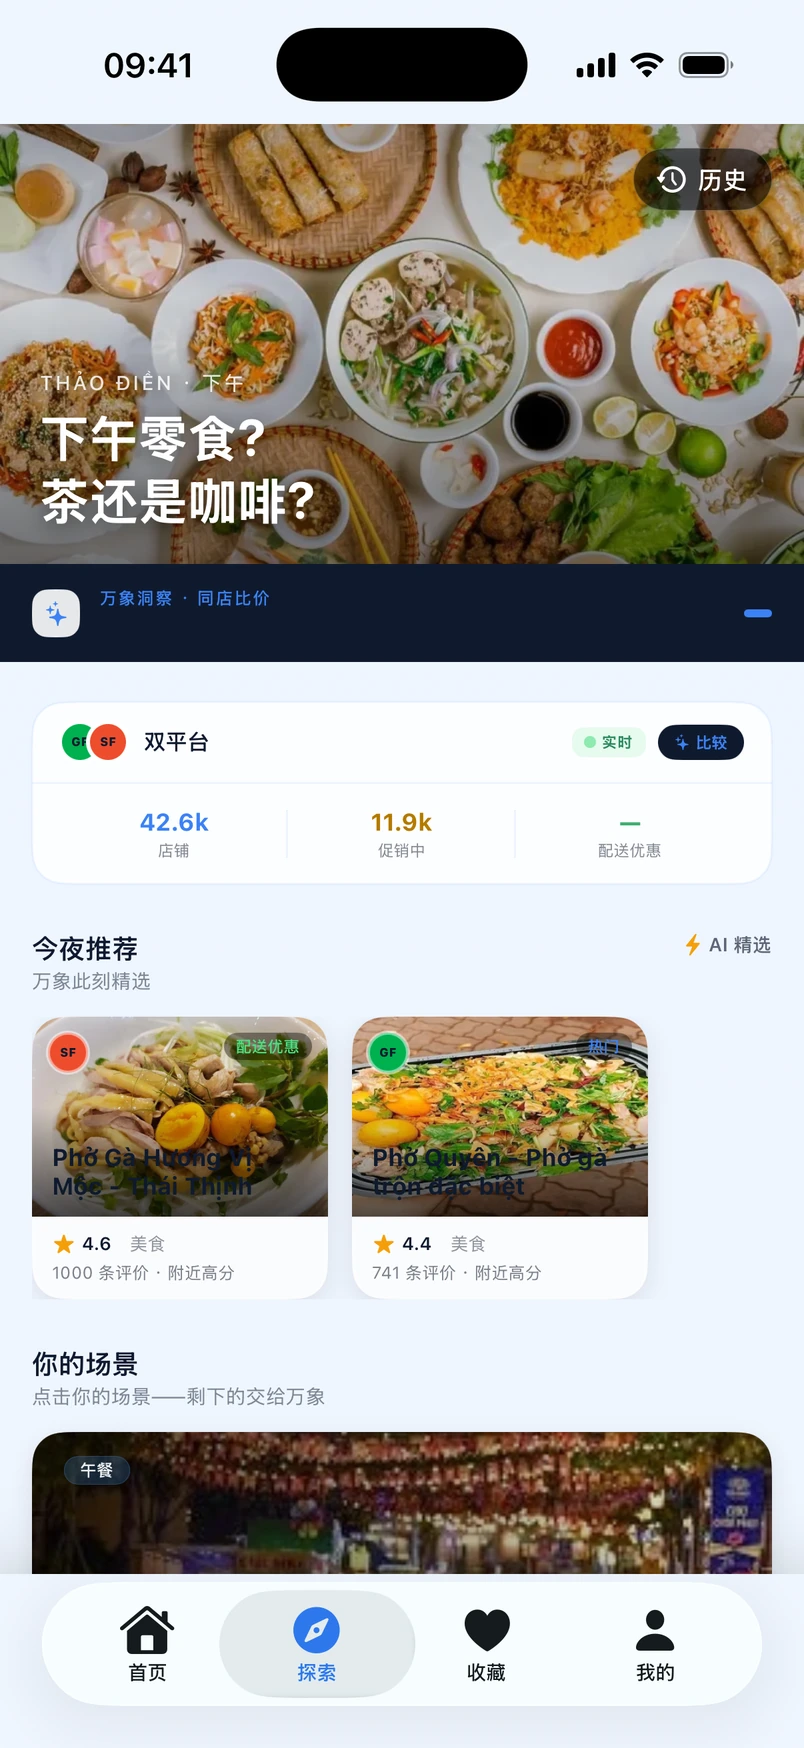 09:41
历史
THẢO ĐIỀN · 下午
下午零食?
茶还是咖啡?
万象洞察 · 同店比价
GF SF 双平台
实时
比较
42.6k
店铺
11.9k
促销中
—
配送优惠
今夜推荐
AI 精选
万象此刻精选
SF
配送优惠
Phở Gà Hương Vị
Mộc - Thái Thịnh
4.6 美食
1000 条评价 · 附近高分
GF
热门
Phở Quyên - Phở gà
trộn đặc biệt
4.4 美食
741 条评价 · 附近高分
你的场景
点击你的场景——剩下的交给万象
午餐
首页
探索
收藏
我的